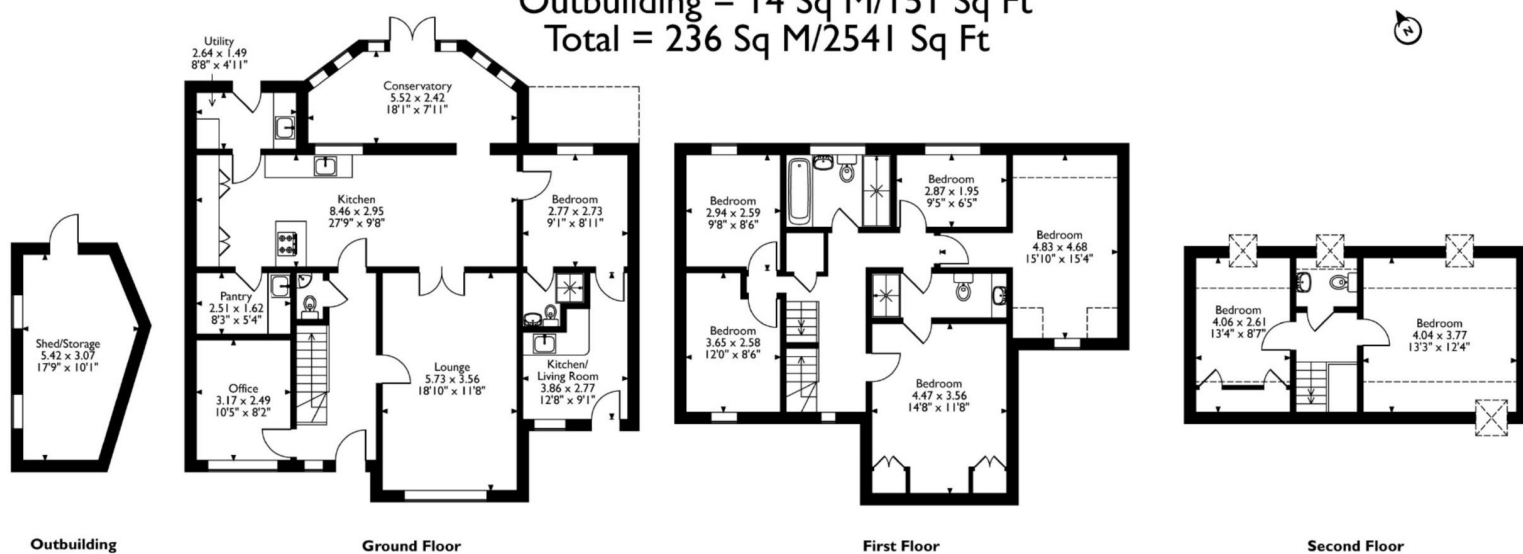 Outbuilding = 14 Sq M/151 Sq Ft
Total = 236 Sq M/2541 Sq Ft
N
Utility
2.64 x 1.49
8'8" x 4'11"
Conservatory
5.52 x 2.42
18'1" x 7'11"
Kitchen
8.46 x 2.95
27'9" x 9'8"
Bedroom
2.77 x 2.73
9'1" x 8'11"
Pantry
2.51 x 1.62
8'3" x 5'4"
Office
3.17 x 2.49
10'5" x 8'2"
Lounge
5.73 x 3.56
18'10" x 11'8"
Kitchen/
Living Room
3.86 x 2.77
12'8" x 9'1"
Shed/Storage
5.42 x 3.07
17'9" x 10'1"
Bedroom
2.94 x 2.59
9'8" x 8'6"
Bedroom
2.87 x 1.95
9'5" x 6'5"
Bedroom
4.83 x 4.68
15'10" x 15'4"
Bedroom
3.65 x 2.58
12'0" x 8'6"
Bedroom
4.47 x 3.56
14'8" x 11'8"
Bedroom
4.06 x 2.61
13'4" x 8'7"
Bedroom
4.04 x 3.77
13'3" x 12'4"
Outbuilding
Ground Floor
First Floor
Second Floor